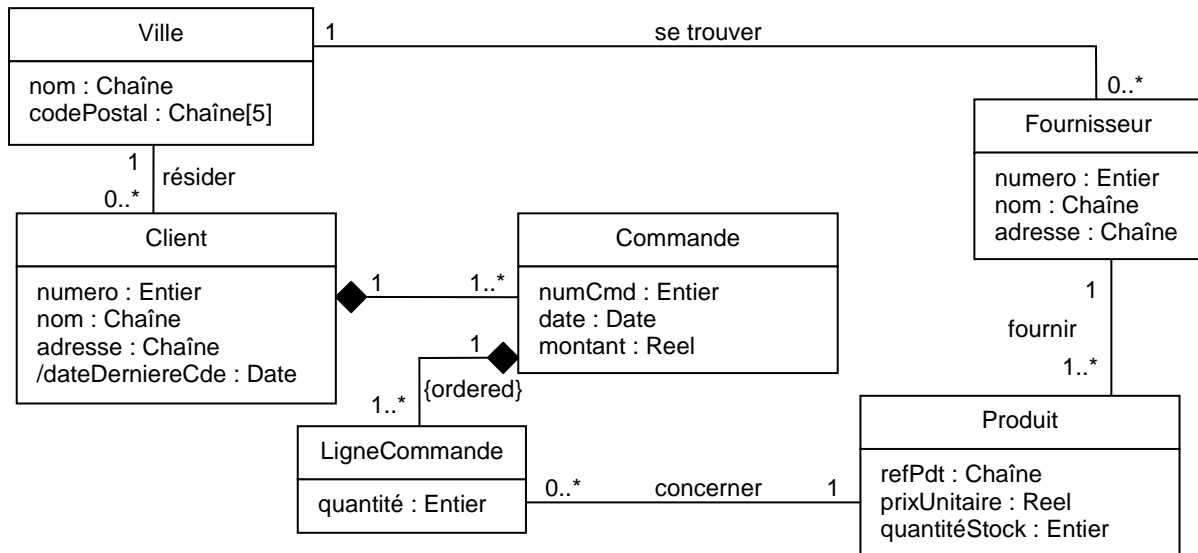 Ville
1
se trouver
nom : Chaîne
codePostal : Chaîne[5]
0..*
Fournisseur
1
résider
0..*
numero : Entier
nom : Chaîne
adresse : Chaîne
Client
Commande
numero : Entier
nom : Chaîne
adresse : Chaîne
/dateDerniereCde : Date
1
1..*
numCmd : Entier
date : Date
montant : Reel
1
fournir
1..*
1
{ordered}
1..*
LigneCommande
quantité : Entier
0..*
concerner
1
Produit
refPdt : Chaîne
prixUnitaire : Reel
quantitéStock : Entier